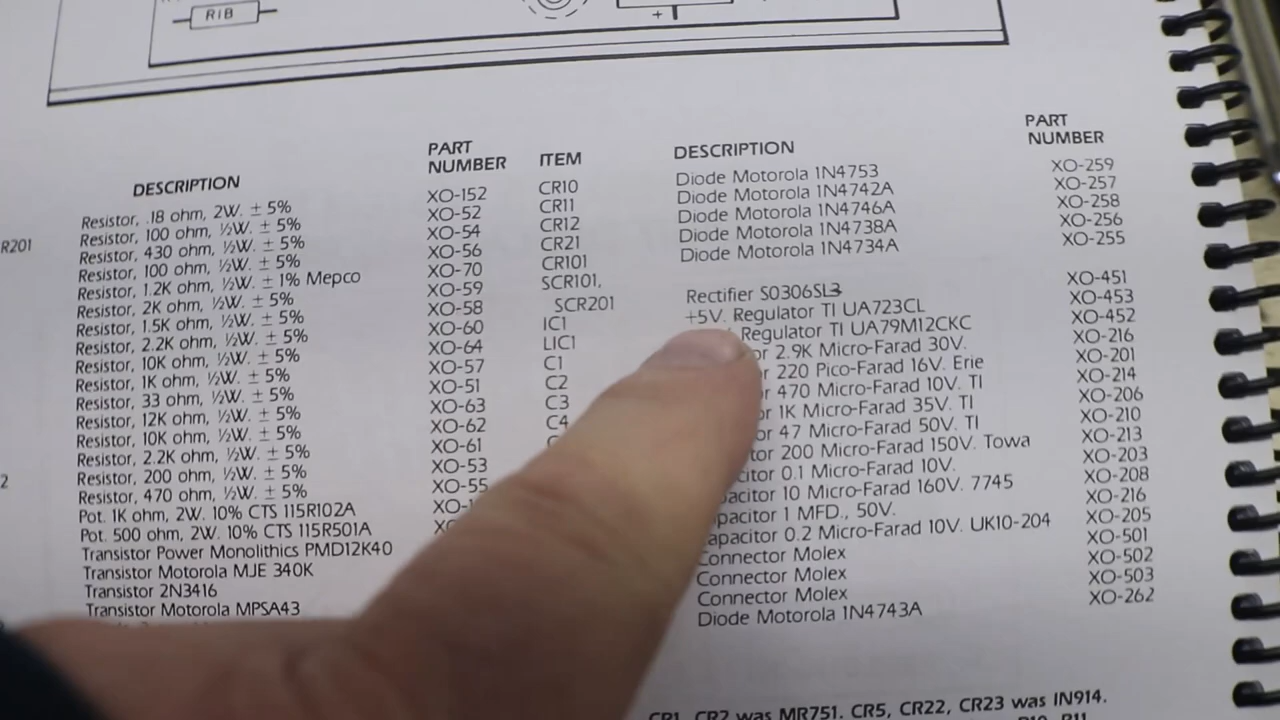 R1B
+
DESCRIPTION
Resistor, .18 ohm, 2W. ± 5%
Resistor, 100 ohm, ½W. ± 5%
Resistor, 430 ohm, ½W. ± 5%
Resistor, 100 ohm, ½W. ± 5%
Resistor, 1.2K ohm, ½W. ± 1% Mepco
Resistor, 2K ohm, ½W. ± 5%
Resistor, 1.5K ohm, ½W. ± 5%
Resistor, 2.2K ohm, ½W. ± 5%
Resistor, 10K ohm, ½W. ± 5%
Resistor, 1K ohm, ½W. ± 5%
Resistor, 33 ohm, ½W. ± 5%
Resistor, 12K ohm, ½W. ± 5%
Resistor, 10K ohm, ½W. ± 5%
Resistor, 2.2K ohm, ½W. ± 5%
Resistor, 200 ohm, ½W. ± 5%
Resistor, 470 ohm, ½W. ± 5%
Pot. 1K ohm, 2W. 10% CTS 115R102A
Pot. 500 ohm, 2W. 10% CTS 115R501A
Transistor Power Monolithics PMD12K40
Transistor Motorola MJE 340K
Transistor 2N3416
Transistor Motorola MPSA43
R201
2
PART
NUMBER
XO-152
XO-52
XO-54
XO-56
XO-70
XO-59
XO-58
XO-60
XO-64
XO-57
XO-51
XO-63
XO-62
XO-61
XO-53
XO-55
ITEM
CR10
CR11
CR12
CR21
CR101
SCR101,
SCR201
IC1
LIC1
C1
C2
C3
C4
DESCRIPTION
Diode Motorola 1N4753
Diode Motorola 1N4742A
Diode Motorola 1N4746A
Diode Motorola 1N4738A
Diode Motorola 1N4734A
Rectifier S0306SL3
+5V. Regulator TI UA723CL
Regulator TI UA79M12CKC
or 2.9K Micro-Farad 30V.
or 220 Pico-Farad 16V. Erie
r 470 Micro-Farad 10V. TI
or 1K Micro-Farad 35V. TI
or 47 Micro-Farad 50V. TI
tor 200 Micro-Farad 150V. Towa
citor 0.1 Micro-Farad 10V.
acitor 10 Micro-Farad 160V. 7745
apacitor 1 MFD., 50V.
apacitor 0.2 Micro-Farad 10V. UK10-204
Connector Molex
Connector Molex
Connector Molex
Diode Motorola 1N4743A
PART
NUMBER
XO-259
XO-257
XO-258
XO-256
XO-255
XO-451
XO-453
XO-452
XO-216
XO-201
XO-214
XO-206
XO-210
XO-213
XO-203
XO-208
XO-216
XO-205
XO-501
XO-502
XO-503
XO-262
CR1, CR2 was MR751. CR5, CR22, CR23 was IN914.